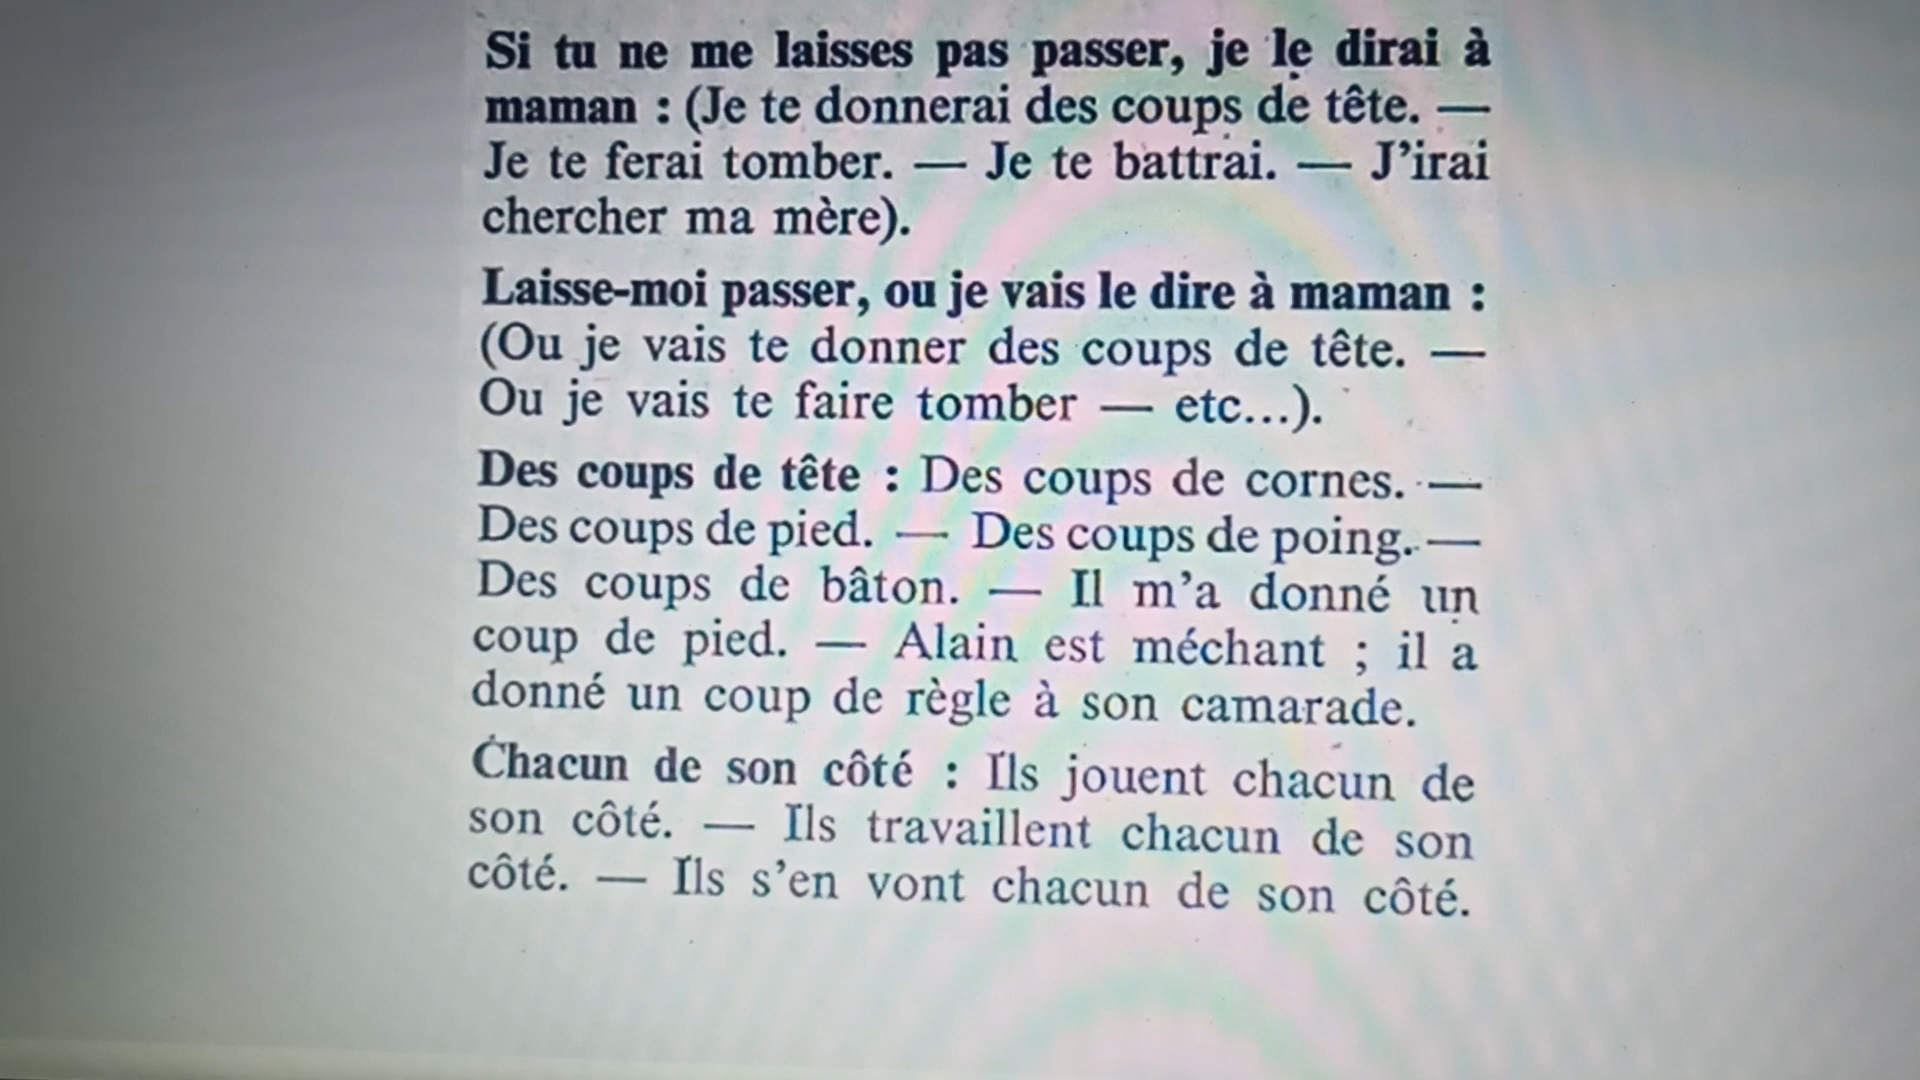 Si tu ne me laisses pas passer, je le dirai à
maman : (Je te donnerai des coups de tête. —
Je te ferai tomber. — Je te battrai. — J’irai
chercher ma mère).
Laisse-moi passer, ou je vais le dire à maman :
(Ou je vais te donner des coups de tête. —
Ou je vais te faire tomber — etc...).
Des coups de tête : Des coups de cornes. —
Des coups de pied. — Des coups de poing. —
Des coups de bâton. — Il m’a donné un
coup de pied. — Alain est méchant ; il a
donné un coup de règle à son camarade.
Chacun de son côté : Ils jouent chacun de
son côté. — Ils travaillent chacun de son
côté. — Ils s’en vont chacun de son côté.